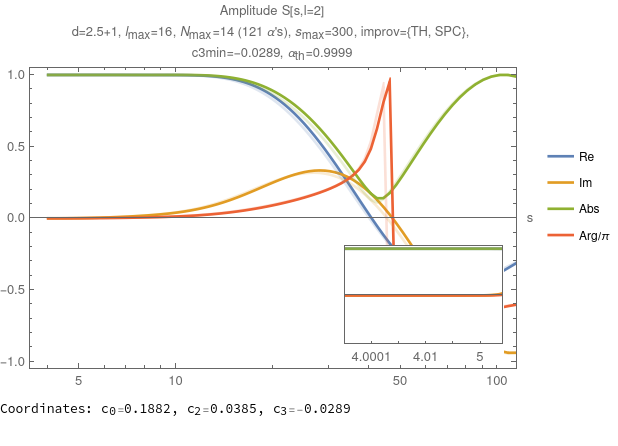 Amplitude S[s,l=2]
d=2.5+1, lmax=16, Nmax=14 (121 α's), smax=300, improv={TH, SPC},
c3min=-0.0289, αth=0.9999
1.0
0.5
0.0
-0.5
-1.0
s
Re
Im
Abs
Arg/π
4.0001 4.01 5
5 10 50 100
Coordinates: c0=0.1882, c2=0.0385, c3=-0.0289